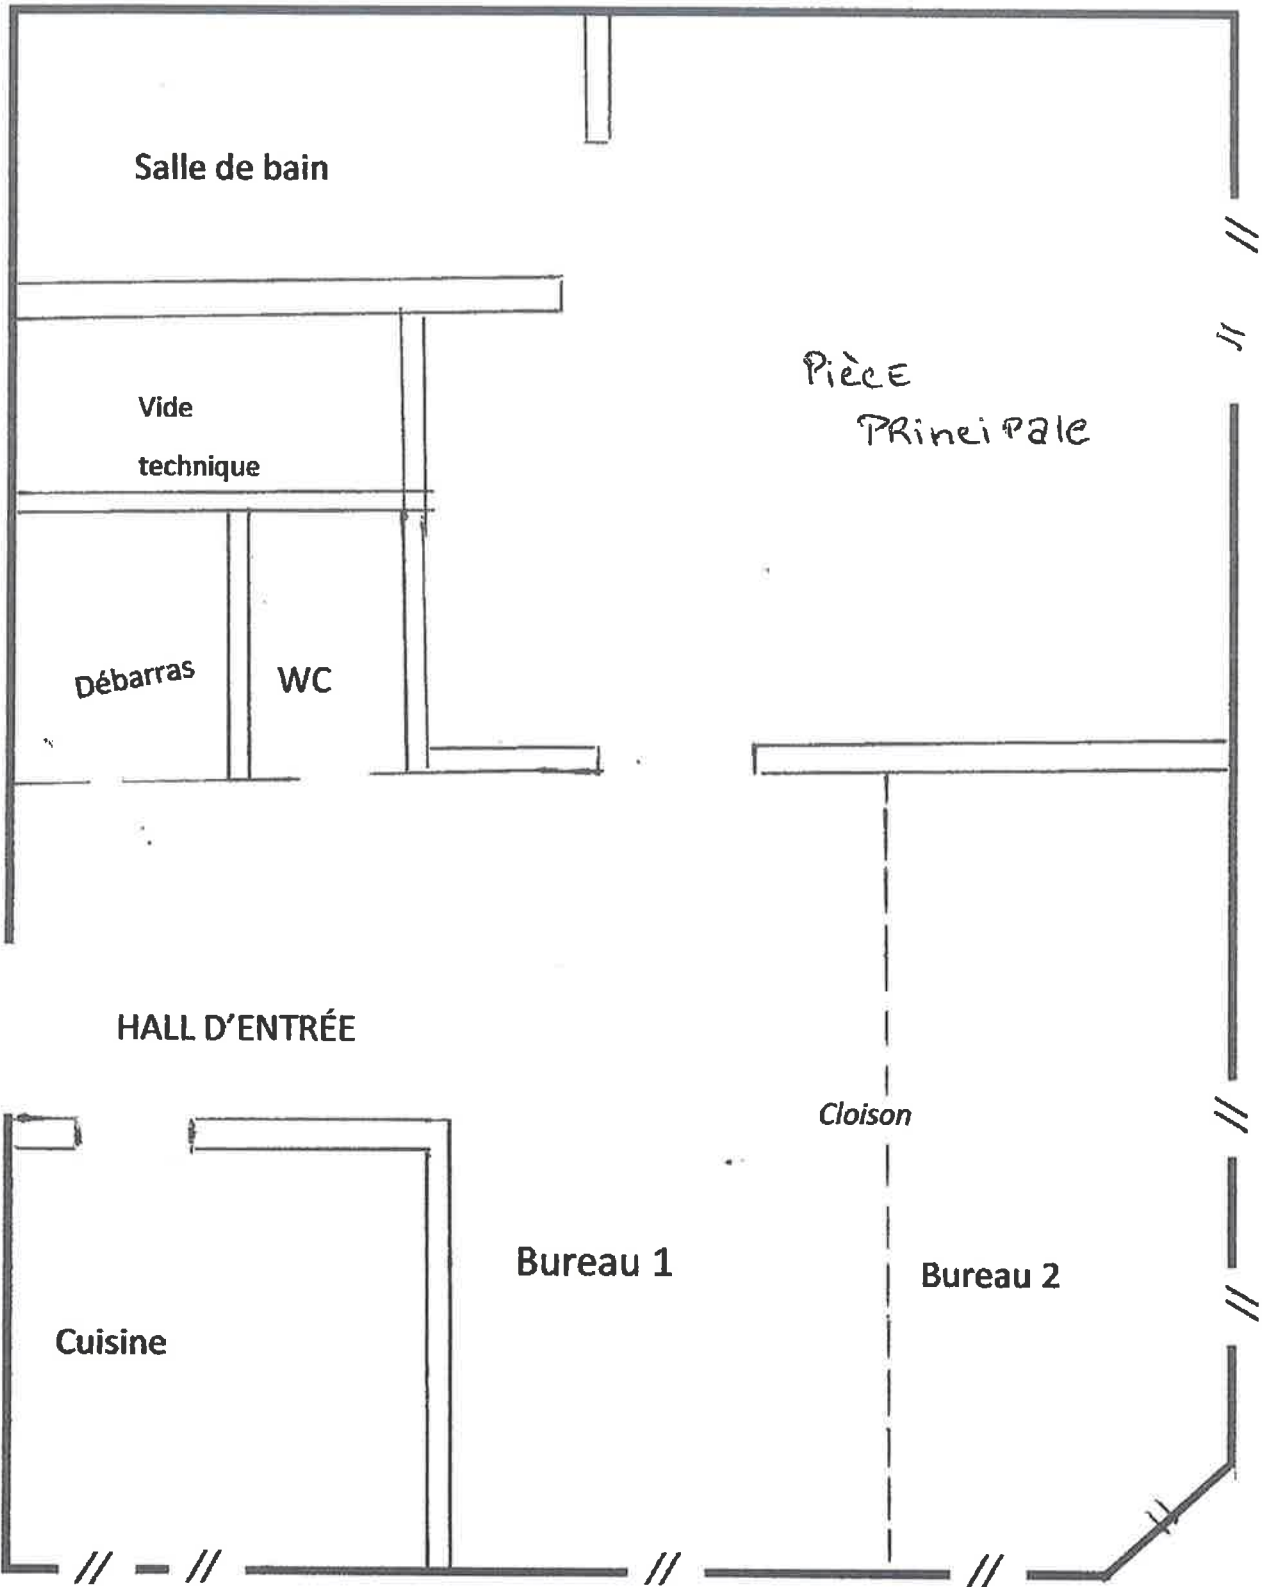 Salle de bain
Pièce
PRincipale
Vide
technique
Débarras
WC
HALL D'ENTRÉE
Cloison
Bureau 1
Bureau 2
Cuisine